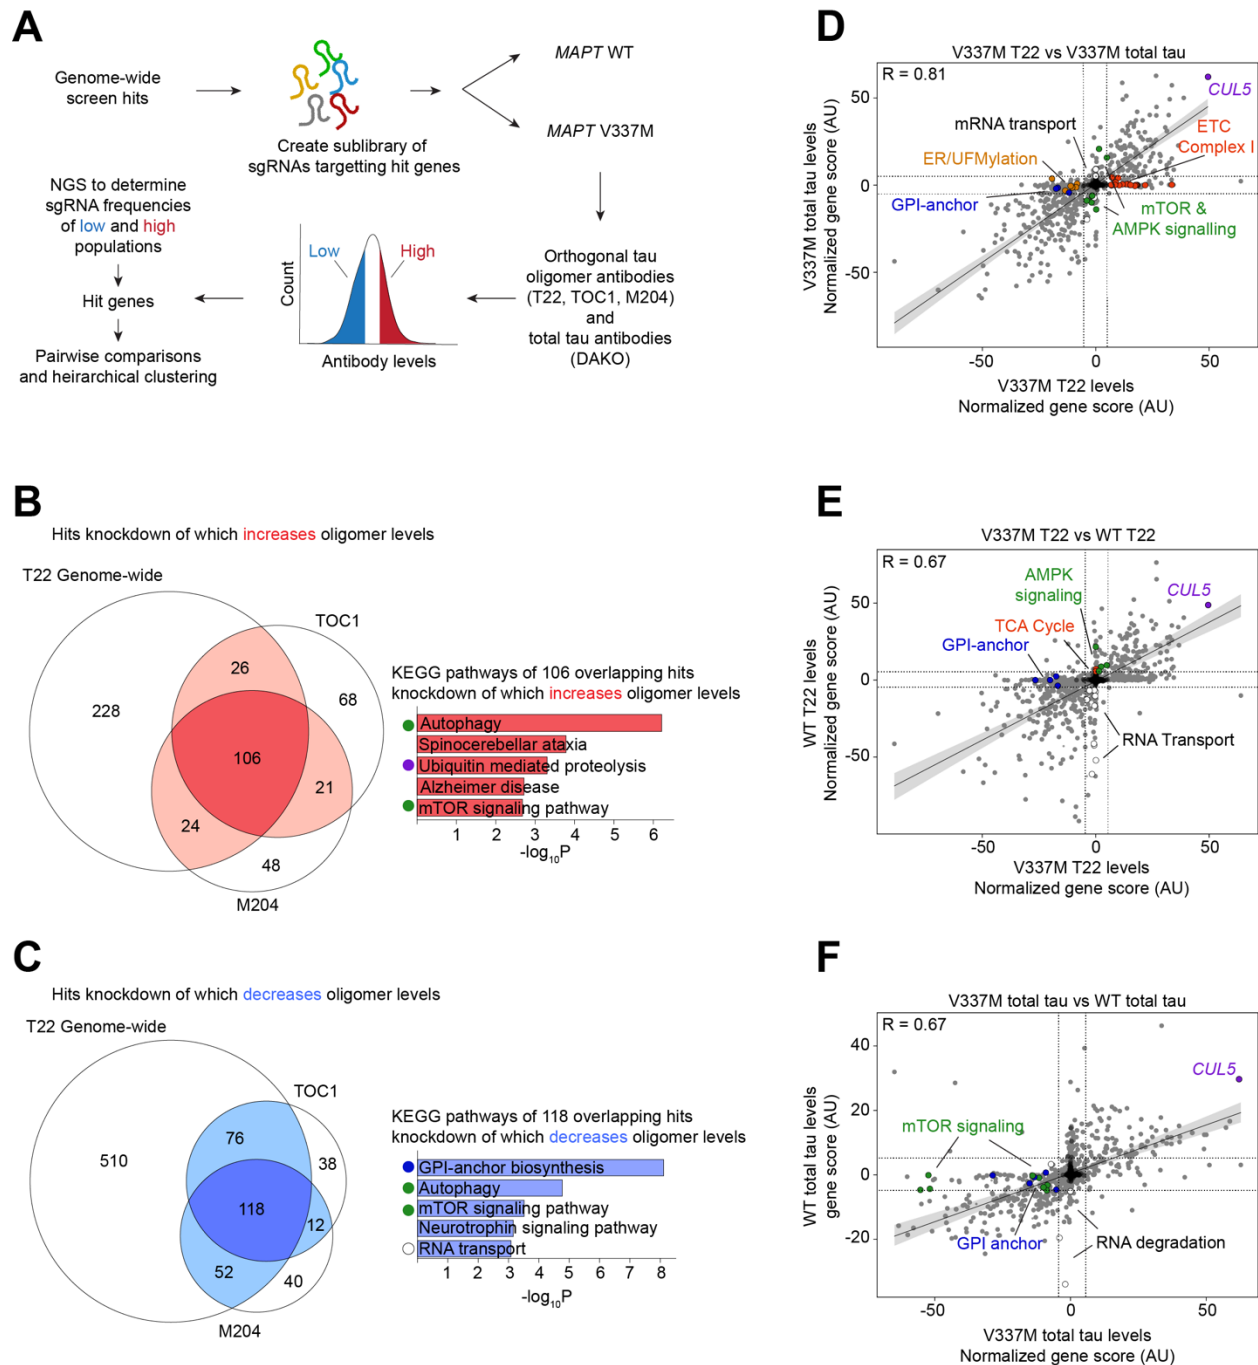 A
Genome-wide
screen hits
Create sublibrary of
sgRNAs targetting hit genes
MAPT WT
MAPT V337M
NGS to determine
sgRNA frequencies
of low and high
populations
Hit genes
Pairwise comparisons
and heirarchical clustering
Count
Low
High
Antibody levels
Orthogonal tau
oligomer antibodies
(T22, TOC1, M204)
and
total tau antibodies
(DAKO)
B
Hits knockdown of which increases oligomer levels
T22 Genome-wide
TOC1
M204
228
26
68
106
21
24
48
KEGG pathways of 106 overlapping hits
knockdown of which increases oligomer levels
Autophagy
Spinocerebellar ataxia
Ubiquitin mediated proteolysis
Alzheimer disease
mTOR signaling pathway
1 2 3 4 5 6
-log10P
C
Hits knockdown of which decreases oligomer levels
T22 Genome-wide
TOC1
M204
510
76
38
118
12
52
40
KEGG pathways of 118 overlapping hits
knockdown of which decreases oligomer levels
GPI-anchor biosynthesis
Autophagy
mTOR signaling pathway
Neurotrophin signaling pathway
RNA transport
1 2 3 4 5 6 7 8
-log10P
D
V337M T22 vs V337M total tau
R = 0.81
CUL5
mRNA transport
ETC
Complex I
ER/UFMylation
GPI-anchor
mTOR &
AMPK signalling
V337M total tau levels
Normalized gene score (AU)
50
0
-50
-50 0 50
V337M T22 levels
Normalized gene score (AU)
E
V337M T22 vs WT T22
R = 0.67
AMPK
signaling
CUL5
TCA Cycle
GPI-anchor
RNA Transport
WT T22 levels
Normalized gene score (AU)
50
0
-50
-50 0 50
V337M T22 levels
Normalized gene score (AU)
F
V337M total tau vs WT total tau
R = 0.67
CUL5
mTOR signaling
GPI anchor
RNA degradation
WT total tau levels
gene score (AU)
40
20
0
-20
-50 0 50
V337M total tau levels
Normalized gene score (AU)